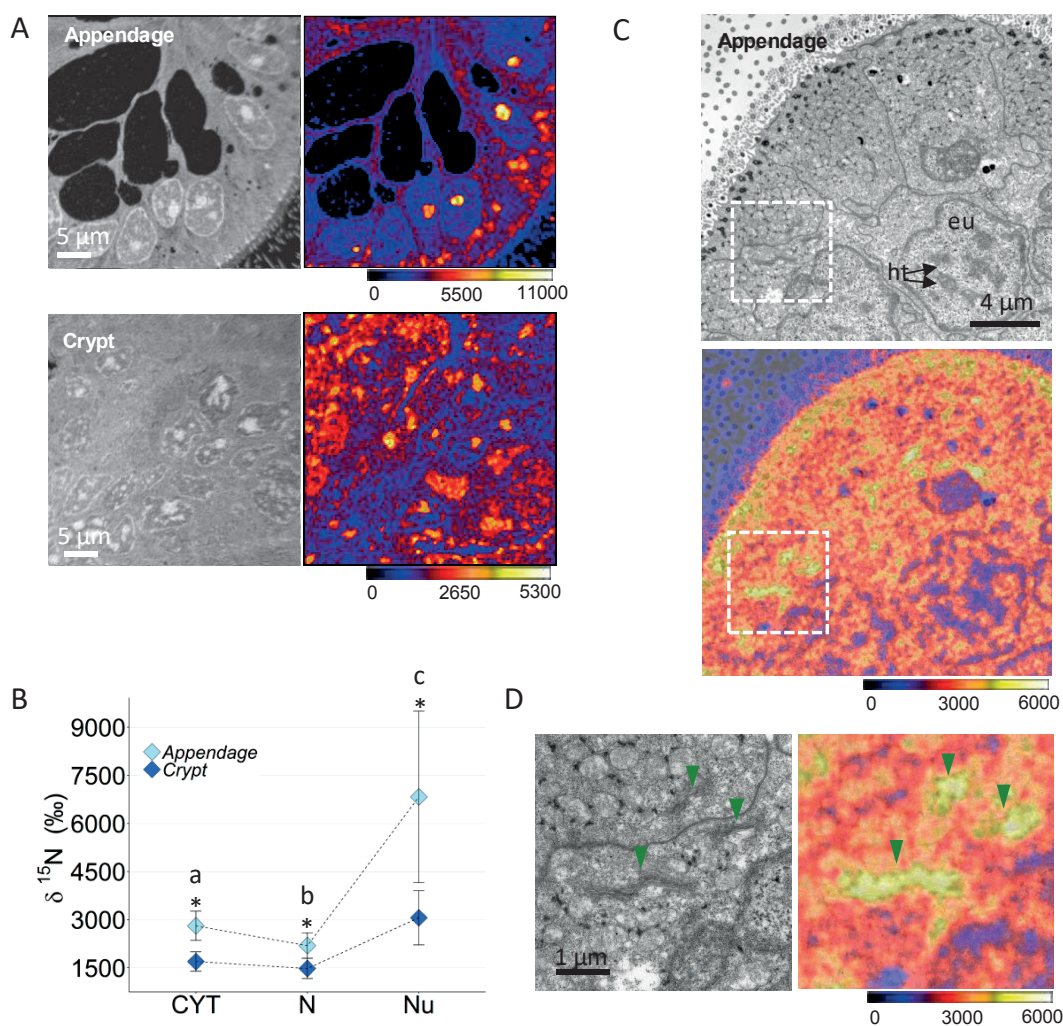 A
Appendage
5 µm
0 5500 11000
Crypt
5 µm
0 2650 5300
B
δ ¹⁵N (‰)
9000
7500
6000
4500
3000
1500
Appendage
Crypt
a
*
b
*
c
*
CYT N Nu
C
Appendage
eu
ht
4 µm
0 3000 6000
D
1 µm
0 3000 6000